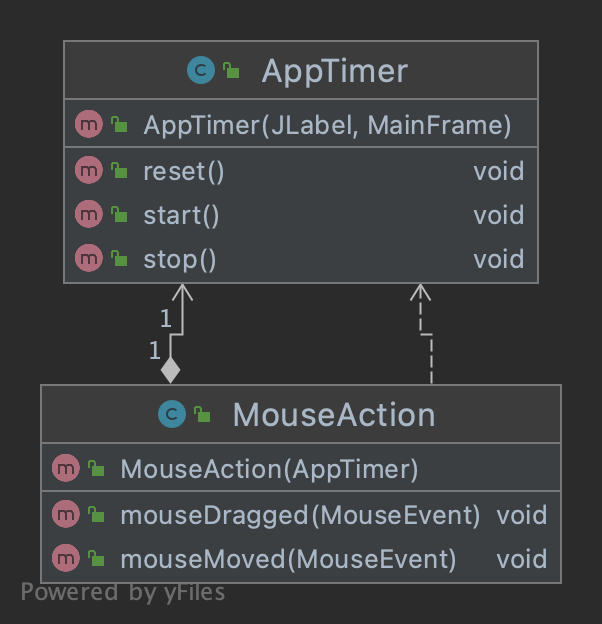 AppTimer
AppTimer(JLabel, MainFrame)
reset() void
start() void
stop() void
1
1
MouseAction
MouseAction(AppTimer)
mouseDragged(MouseEvent) void
mouseMoved(MouseEvent) void
Powered by yFiles